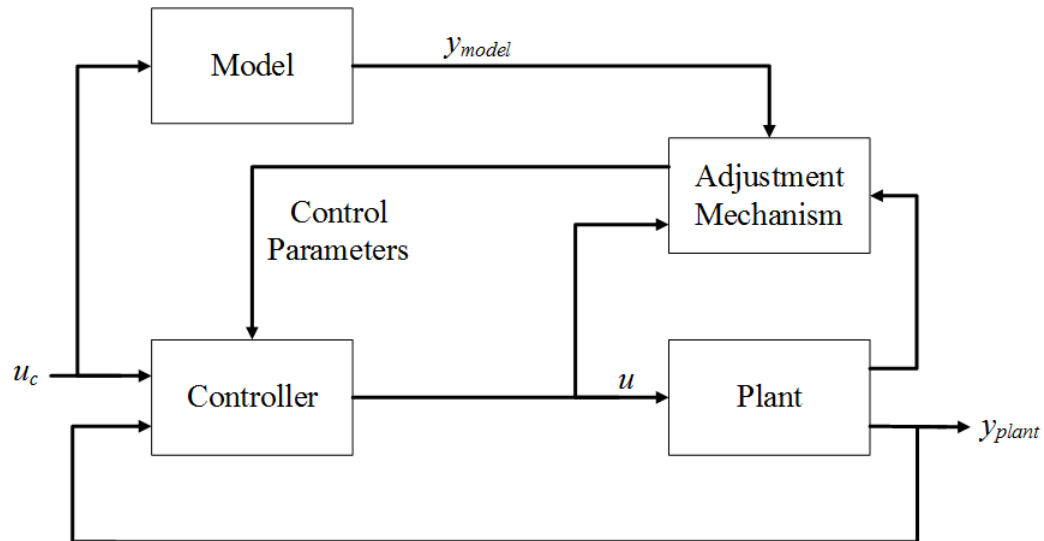 y_model
Model
Adjustment
Mechanism
Control
Parameters
u_c
Controller
u
Plant
y_plant